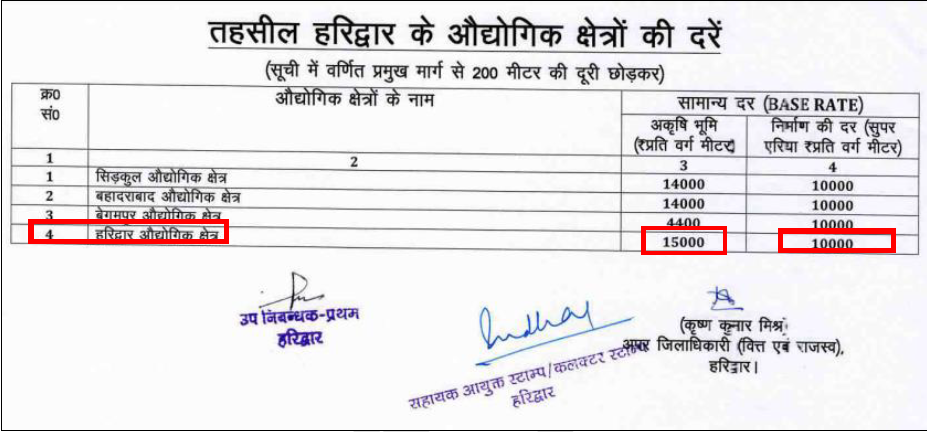 तहसील हरिद्वार के औद्योगिक क्षेत्रों की दरें
(सूची में वर्णित प्रमुख मार्ग से 200 मीटर की दूरी छोड़कर)
क्र0 सं0 औद्योगिक क्षेत्रों के नाम सामान्य दर (BASE RATE)
अकृषि भूमि (₹प्रति वर्ग मीटर) निर्माण की दर (सुपर एरिया ₹प्रति वर्ग मीटर)
1 2 3 4
1 सिड़कुल औद्योगिक क्षेत्र 14000 10000
2 बहादराबाद औद्योगिक क्षेत्र 14000 10000
3 बेगमपुर औद्योगिक क्षेत्र 4400 10000
4 हरिद्वार औद्योगिक क्षेत्र 15000 10000
उप निबन्धक-प्रथम
हरिद्वार
सहायक आयुक्त स्टाम्प/कलक्टर स्टाम्प
हरिद्वार
(कृष्ण कुमार मिश्र)
अपर जिलाधिकारी (वित्त एवं राजस्व),
हरिद्वार।